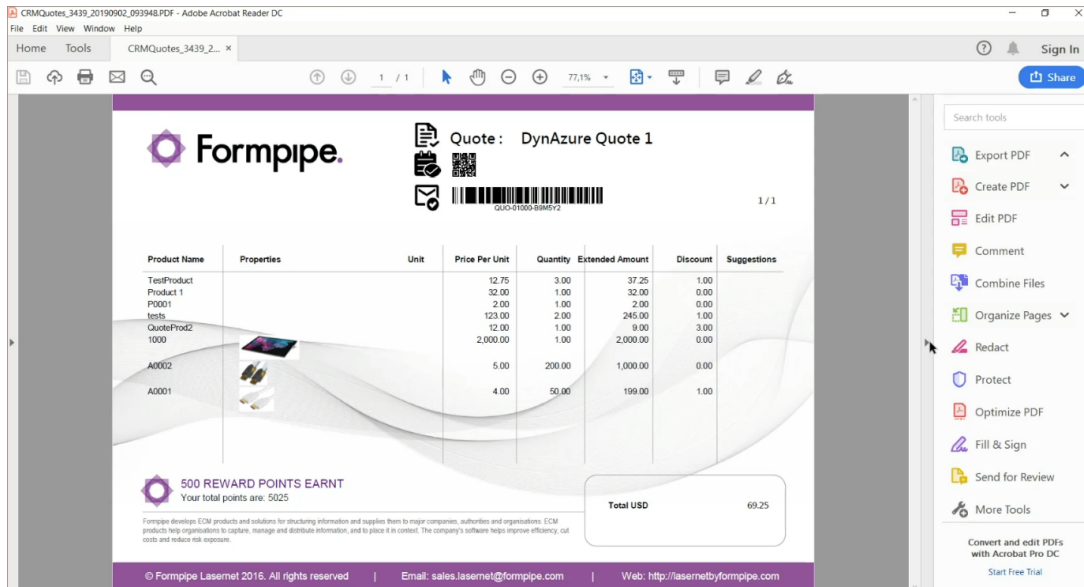 CRMQuotes_3439_20190902_093948.PDF - Adobe Acrobat Reader DC
File Edit View Window Help
Home Tools CRMQuotes_3439_2... × Sign In
1 / 1 77,1% Share
Formpipe.
Quote : DynAzure Quote 1
QUO-01000-B9M5Y2
1/1
Product Name Properties Unit Price Per Unit Quantity Extended Amount Discount Suggestions
TestProduct 12.75 3.00 37.25 1.00
Product 1 32.00 1.00 32.00 0.00
P0001 2.00 1.00 2.00 0.00
tests 123.00 2.00 245.00 1.00
QuoteProd2 12.00 1.00 9.00 3.00
1000 2,000.00 1.00 2,000.00 0.00
A0002 5.00 200.00 1,000.00 0.00
A0001 4.00 50.00 199.00 1.00
500 REWARD POINTS EARNT
Your total points are: 5025
Total USD 69.25
Formpipe develops ECM products and solutions for structuring information and supplies them to major companies, authorities and organisations. ECM
products help organisations to capture, manage and distribute information, and to place it in context. The company's software helps improve efficiency, cut
costs and reduce risk exposure.
© Formpipe Lasernet 2016. All rights reserved | Email: sales.lasernet@formpipe.com | Web: http://lasernetbyformpipe.com
Search tools
Export PDF
Create PDF
Edit PDF
Comment
Combine Files
Organize Pages
Redact
Protect
Optimize PDF
Fill & Sign
Send for Review
More Tools
Convert and edit PDFs
with Acrobat Pro DC
Start Free Trial